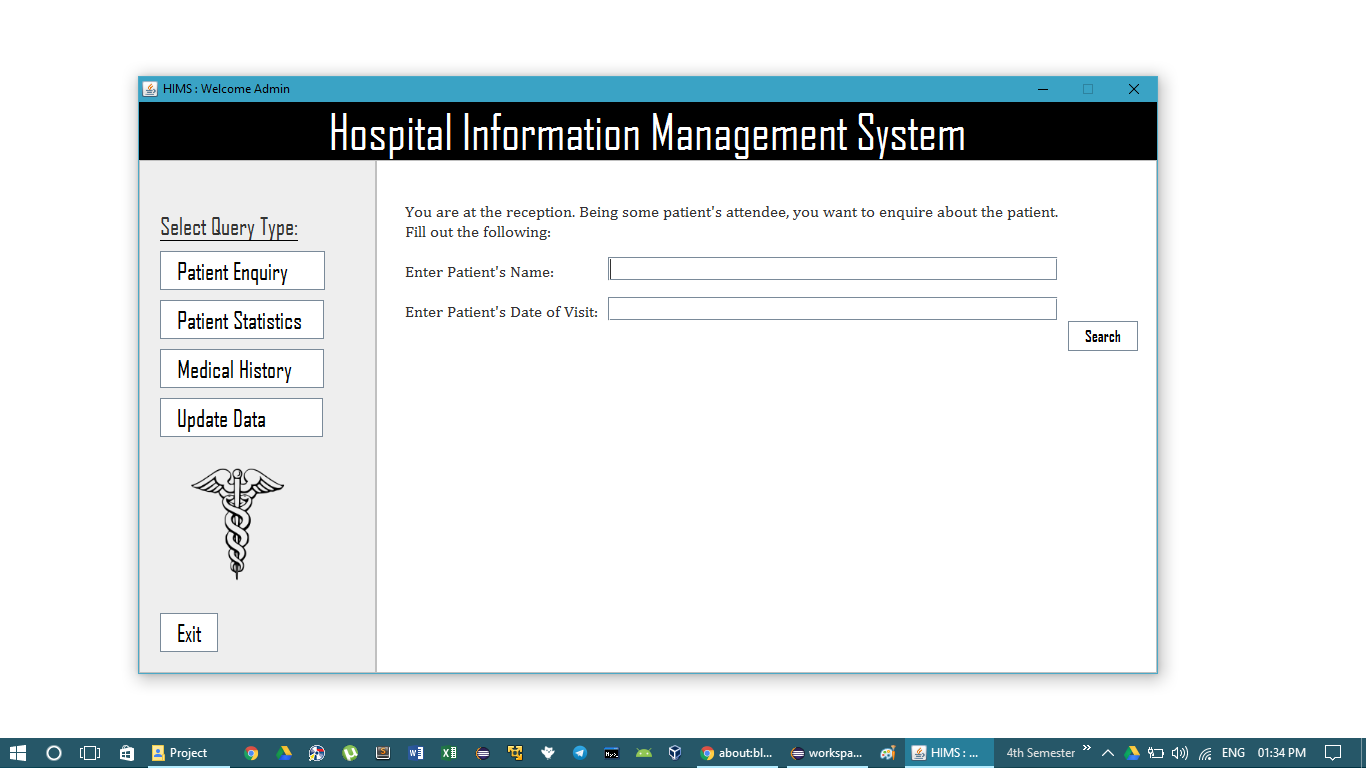 HIMS : Welcome Admin
Hospital Information Management System
Select Query Type:
Patient Enquiry
Patient Statistics
Medical History
Update Data
Exit
You are at the reception. Being some patient's attendee, you want to enquire about the patient.
Fill out the following:
Enter Patient's Name:
Enter Patient's Date of Visit:
Search
Project
about:bl...
workspa...
HIMS : ...
4th Semester
ENG
01:34 PM